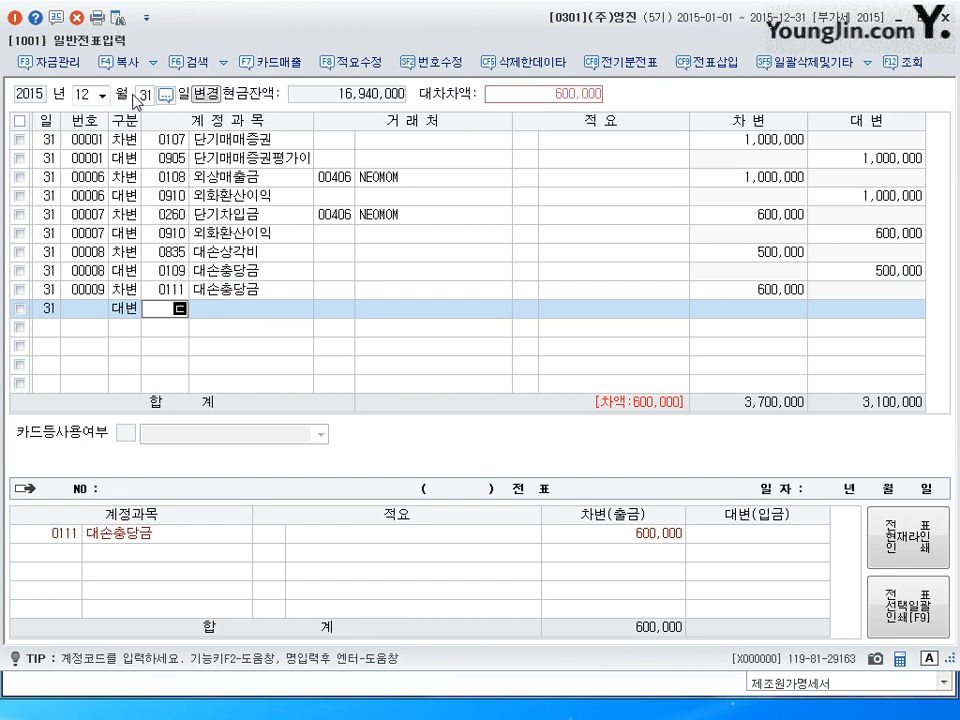 [0301](주)영진 (5기) 2015-01-01 ~ 2015-12-31 [부가세 2015]
YoungJin.com Y.
[1001] 일반전표입력
F3 자금관리 F4 복사 F6 검색 F7 카드매출 F8 적요수정 SF2 번호수정 CF5 삭제한데이타 CF8 전기분전표 CF9 전표삽입 SF5 일괄삭제및기타 F12 조회
2015 년 12 월 31 일 변경 현금잔액: 16,940,000 대차차액: 600,000
일 번호 구분 계정과목 거래처 적요 차변 대변
31 00001 차변 0107 단기매매증권 1,000,000
31 00001 대변 0905 단기매매증권평가이 1,000,000
31 00006 차변 0108 외상매출금 00406 NEOMOM 1,000,000
31 00006 대변 0910 외화환산이익 1,000,000
31 00007 차변 0260 단기차입금 00406 NEOMOM 600,000
31 00007 대변 0910 외화환산이익 600,000
31 00008 차변 0835 대손상각비 500,000
31 00008 대변 0109 대손충당금 500,000
31 00009 차변 0111 대손충당금 600,000
31 대변 ㄷ
합 계 [차액:600,000] 3,700,000 3,100,000
카드등사용여부
NO : ( ) 전 표 일 자 : 년 월 일
계정과목 적요 차변(출금) 대변(입금)
0111 대손충당금 600,000
합 계 600,000
전 표
현재라인
인 쇄
전 표
선택일괄
인쇄[F9]
TIP : 계정코드를 입력하세요. 기능키F2-도움창, 명입력후 엔터-도움창 [X000000] 119-81-29163 A
제조원가명세서